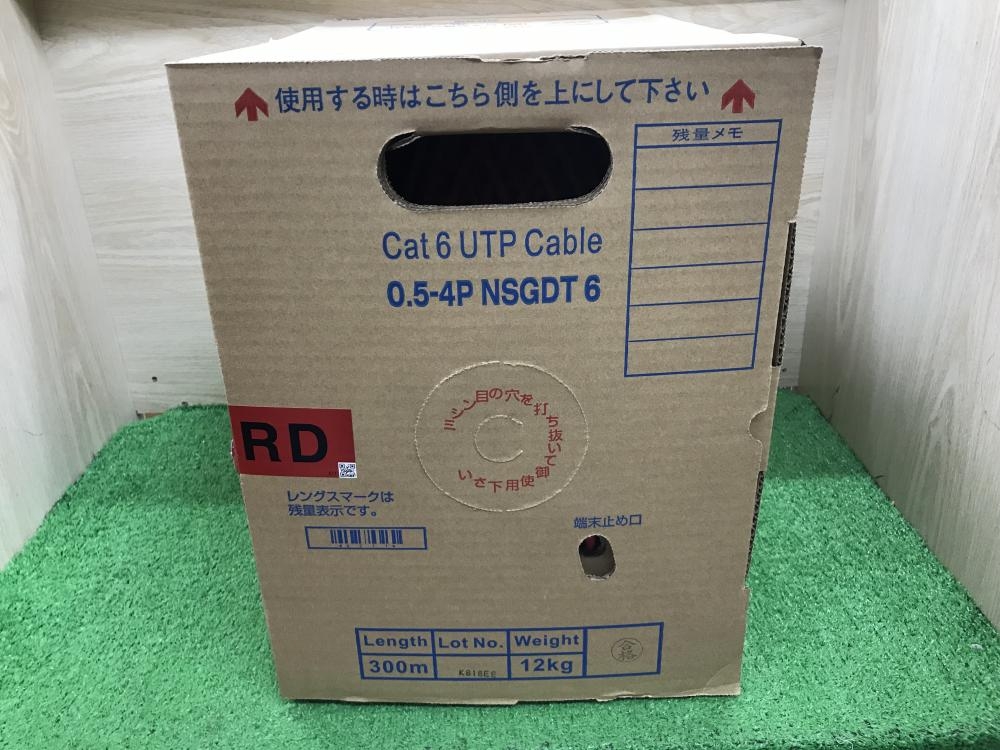 使用する時はこちら側を上にして下さい
残量メモ
Cat 6 UTP Cable
0.5-4P NSGDT 6
ミシン目の穴を打ち抜いて
御使用下さい
RD
レングスマークは
残量表示です。
端末止め口
Length Lot No. Weight
300m 12kg
合格